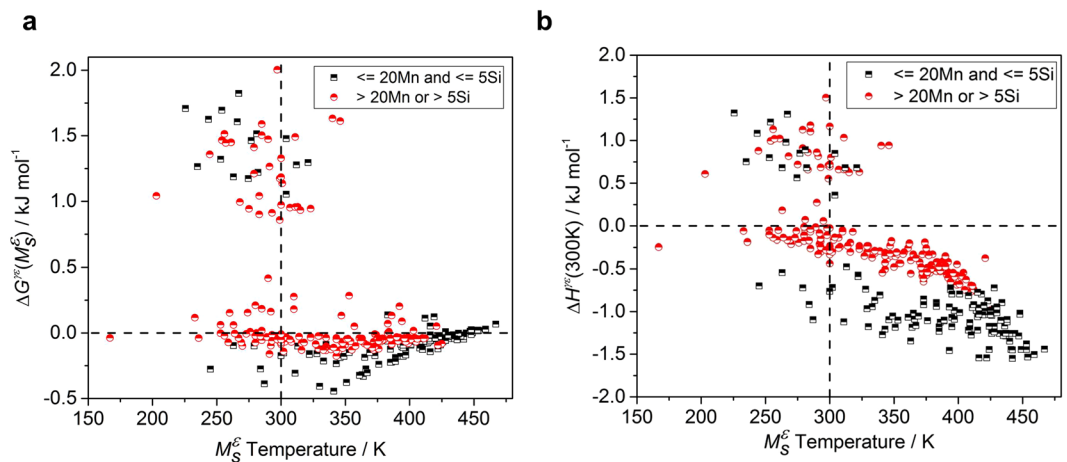 a
2.0
1.5
1.0
0.5
0.0
-0.5
150 200 250 300 350 400 450
ΔG^γε(M_S^ε) / kJ mol⁻¹
M_S^ε Temperature / K
<= 20Mn and <= 5Si
> 20Mn or > 5Si
b
2.0
1.5
1.0
0.5
0.0
-0.5
-1.0
-1.5
-2.0
150 200 250 300 350 400 450
ΔH^γε(300K) / kJ mol⁻¹
M_S^ε Temperature / K
<= 20Mn and <= 5Si
> 20Mn or > 5Si